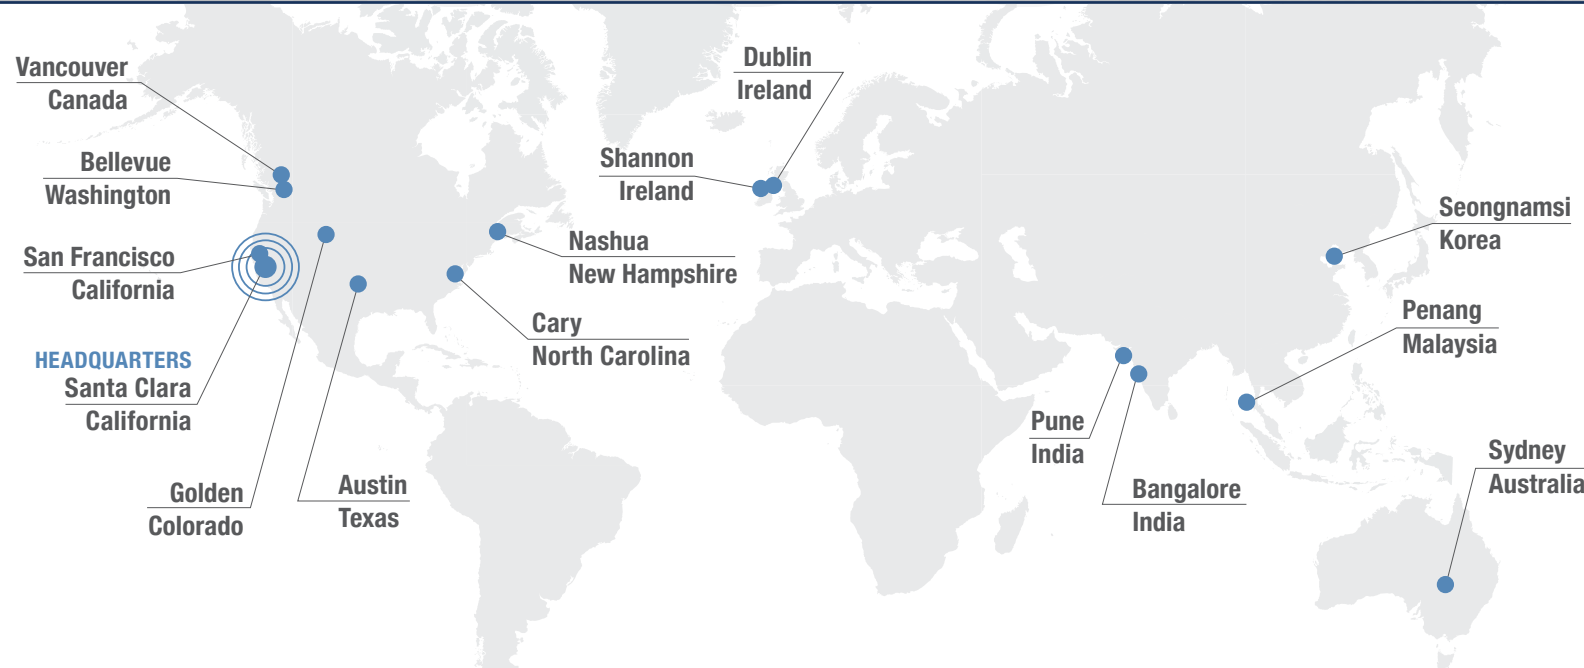 Vancouver
Canada
Bellevue
Washington
San Francisco
California
HEADQUARTERS
Santa Clara
California
Golden
Colorado
Austin
Texas
Cary
North Carolina
Nashua
New Hampshire
Dublin
Ireland
Shannon
Ireland
Pune
India
Bangalore
India
Seongnamsi
Korea
Penang
Malaysia
Sydney
Australia